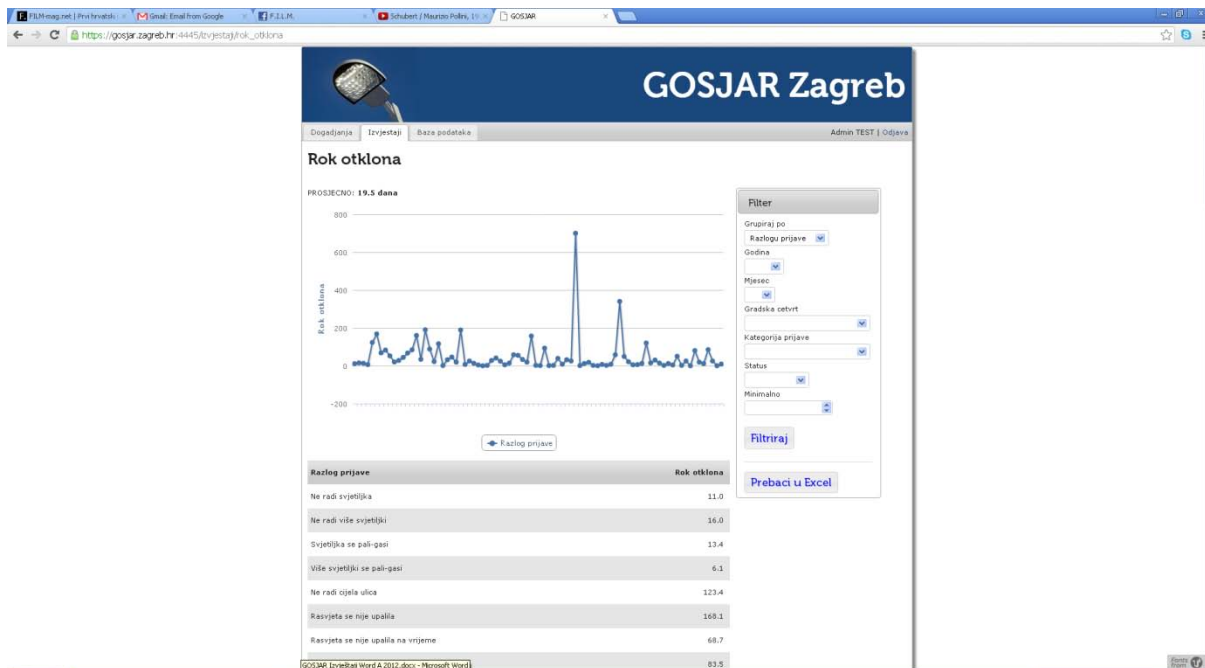 FILM-mag.net | Prvi hrvatski
Gmail: Email from Google
F.I.L.M.
Schubert / Maurizio Pollini, 19
GOSJAR
https://gosjar.zagreb.hr:4445/izvjestaj/rok_otklona
GOSJAR Zagreb
Dogadjanja Izvjestaji Baza podataka Admin TEST | Odjava
Rok otklona
PROSJECNO: 19.5 dana
800
600
400
200
0
-200
Rok otklona
Razlog prijave
Filter
Grupiraj po
Razlogu prijave
Godina
Mjesec
Gradska cetvrt
Kategorija prijave
Status
Minimalno
Filtriraj
Prebaci u Excel
Razlog prijave Rok otklona
Ne radi svjetiljka 11.0
Ne radi više svjetiljki 16.0
Svjetiljka se pali-gasi 13.4
Više svjetiljki se pali-gasi 6.1
Ne radi cijela ulica 123.4
Rasvjeta se nije upalila 168.1
Rasvjeta se nije upalila na vrijeme 68.7
83.5
GOSJAR Izvještaji Word A 2012.docx - Microsoft Word
Fonts from